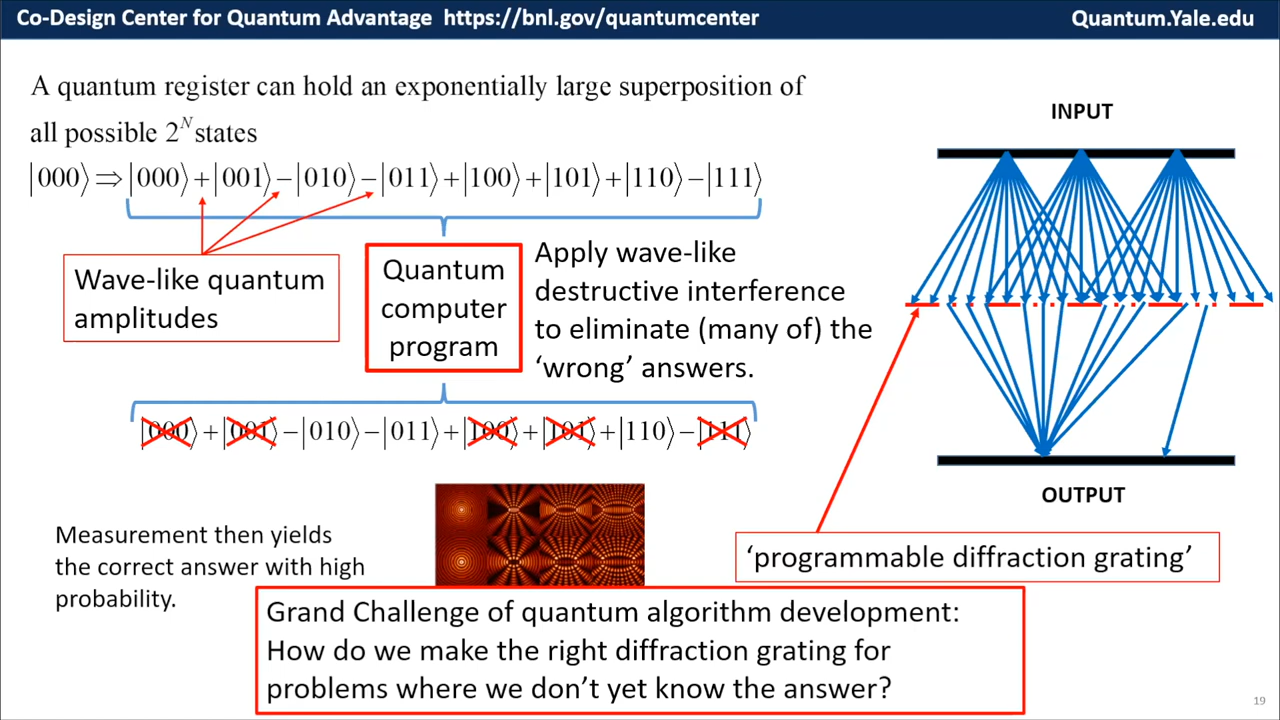 Co-Design Center for Quantum Advantage https://bnl.gov/quantumcenter
Quantum.Yale.edu
A quantum register can hold an exponentially large superposition of
all possible 2^N states
|000⟩ ⇒ |000⟩ + |001⟩ − |010⟩ − |011⟩ + |100⟩ + |101⟩ + |110⟩ − |111⟩
Wave-like quantum
amplitudes
Quantum
computer
program
Apply wave-like
destructive interference
to eliminate (many of) the
‘wrong’ answers.
|000⟩ + |001⟩ − |010⟩ − |011⟩ + |100⟩ + |101⟩ + |110⟩ − |111⟩
INPUT
OUTPUT
‘programmable diffraction grating’
Measurement then yields
the correct answer with high
probability.
Grand Challenge of quantum algorithm development:
How do we make the right diffraction grating for
problems where we don’t yet know the answer?
19